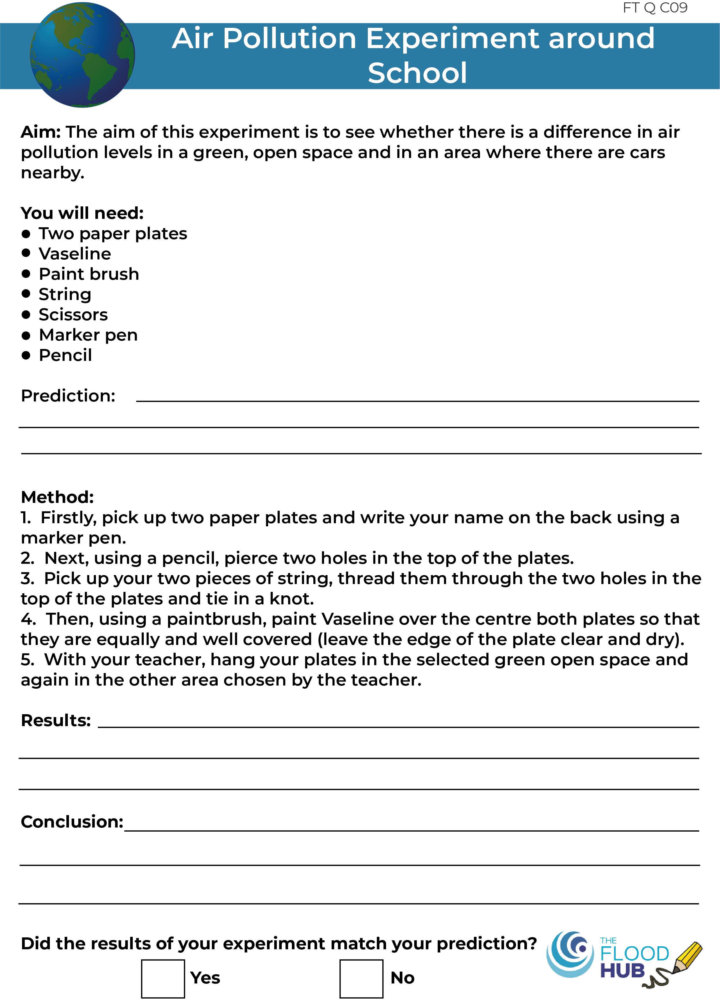 FT Q C09
Air Pollution Experiment around
School
Aim: The aim of this experiment is to see whether there is a difference in air
pollution levels in a green, open space and in an area where there are cars
nearby.
You will need:
● Two paper plates
● Vaseline
● Paint brush
● String
● Scissors
● Marker pen
● Pencil
Prediction:
Method:
1. Firstly, pick up two paper plates and write your name on the back using a
marker pen.
2. Next, using a pencil, pierce two holes in the top of the plates.
3. Pick up your two pieces of string, thread them through the two holes in the
top of the plates and tie in a knot.
4. Then, using a paintbrush, paint Vaseline over the centre both plates so that
they are equally and well covered (leave the edge of the plate clear and dry).
5. With your teacher, hang your plates in the selected green open space and
again in the other area chosen by the teacher.
Results:
Conclusion:
Did the results of your experiment match your prediction?
Yes No
THE
FLOOD
HUB